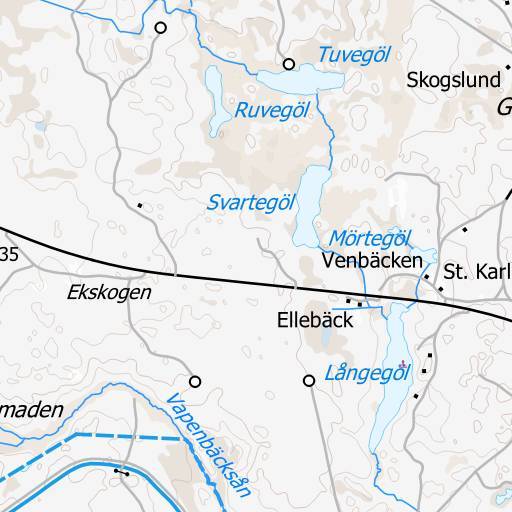 Tuvegöl
Skogslund
G
Ruvegöl
Svartegöl
Mörtegöl
35
Venbäcken
St. Karl
Ekskogen
Ellebäck
Långegöl
maden
Vapenbäcksån